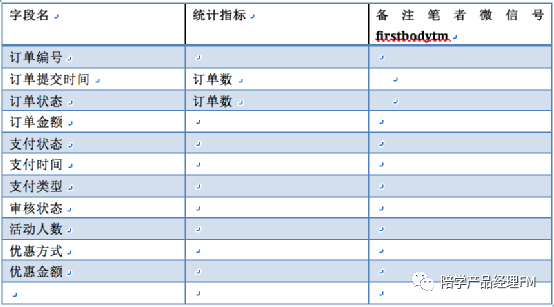 字段名 统计指标 备注笔者微信号
firstbodytm
订单编号
订单提交时间 订单数
订单状态 订单数
订单金额
支付状态
支付时间
支付类型
审核状态
活动人数
优惠方式
优惠金额
陪学产品经理FM